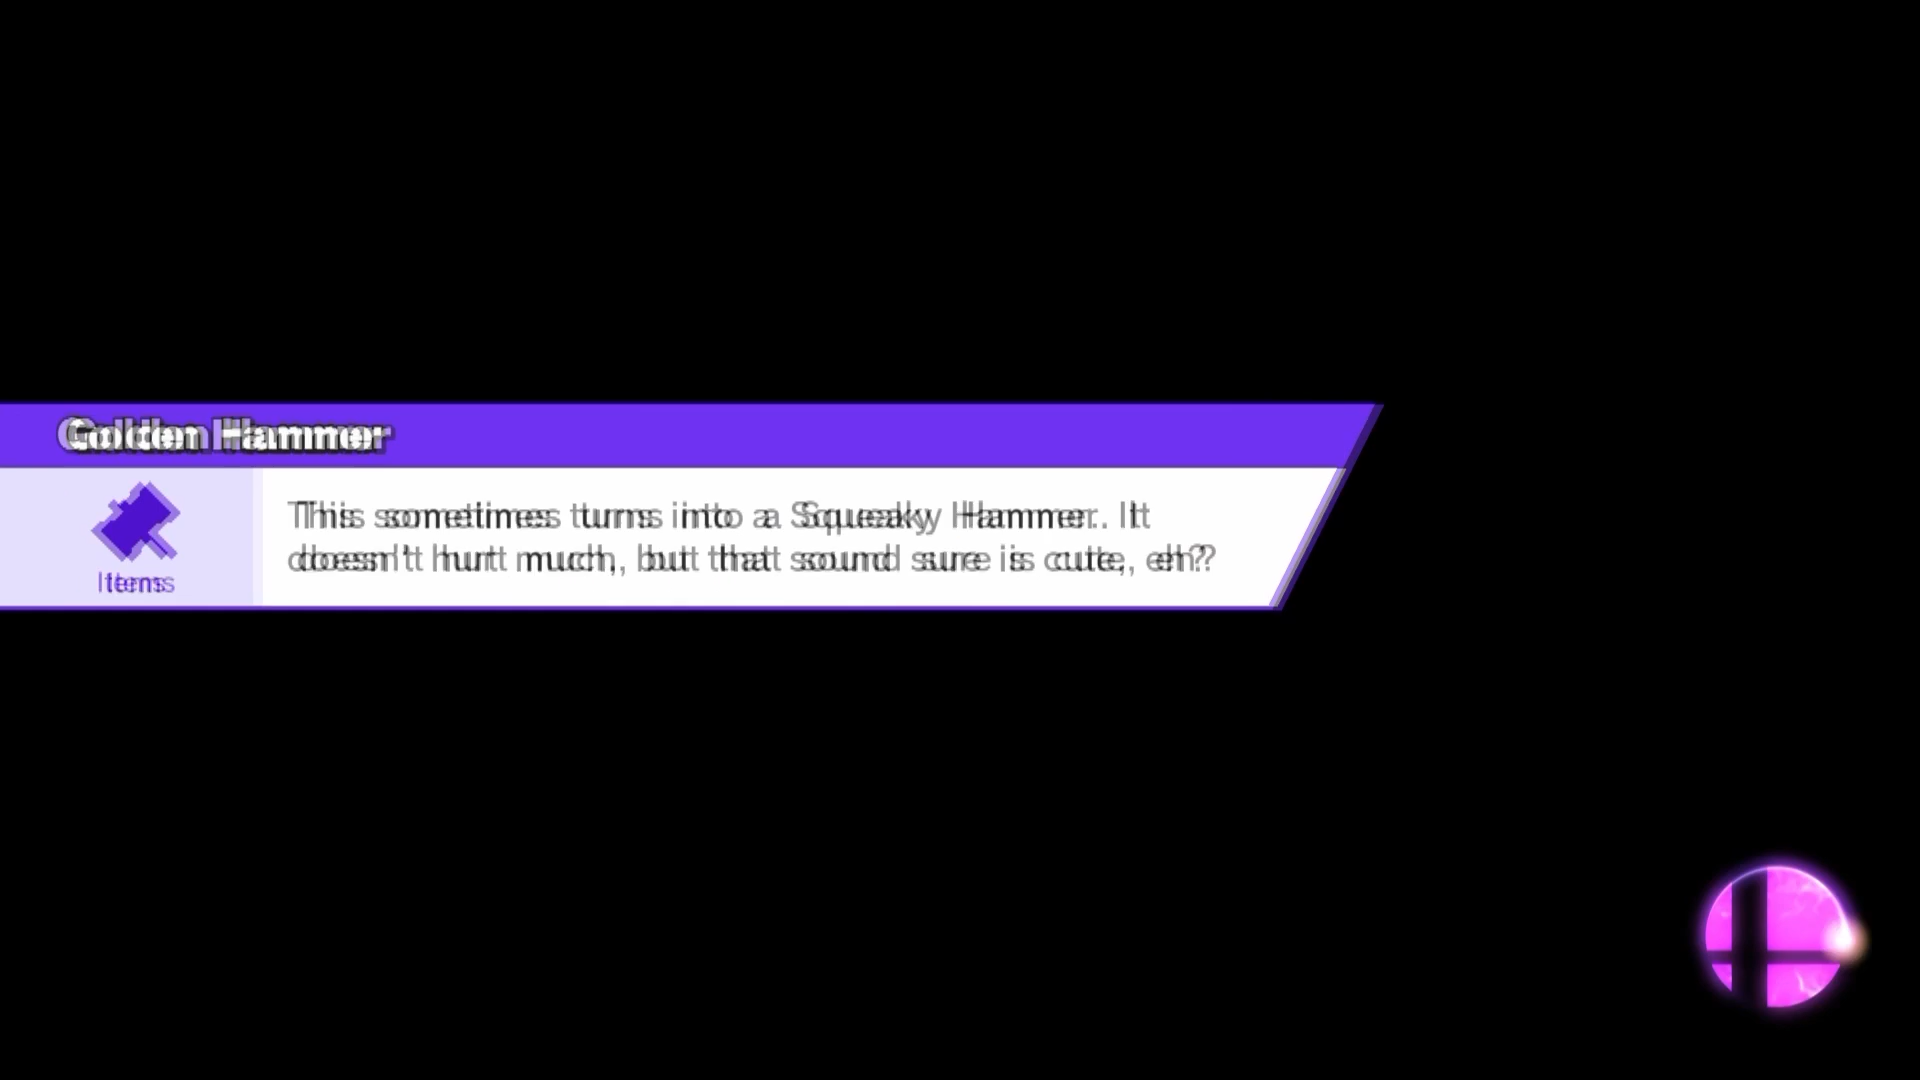 Golden Hammer
This sometimes turns into a Squeaky Hammer. It
doesn't hurt much, but that sound sure is cute, eh?
Items